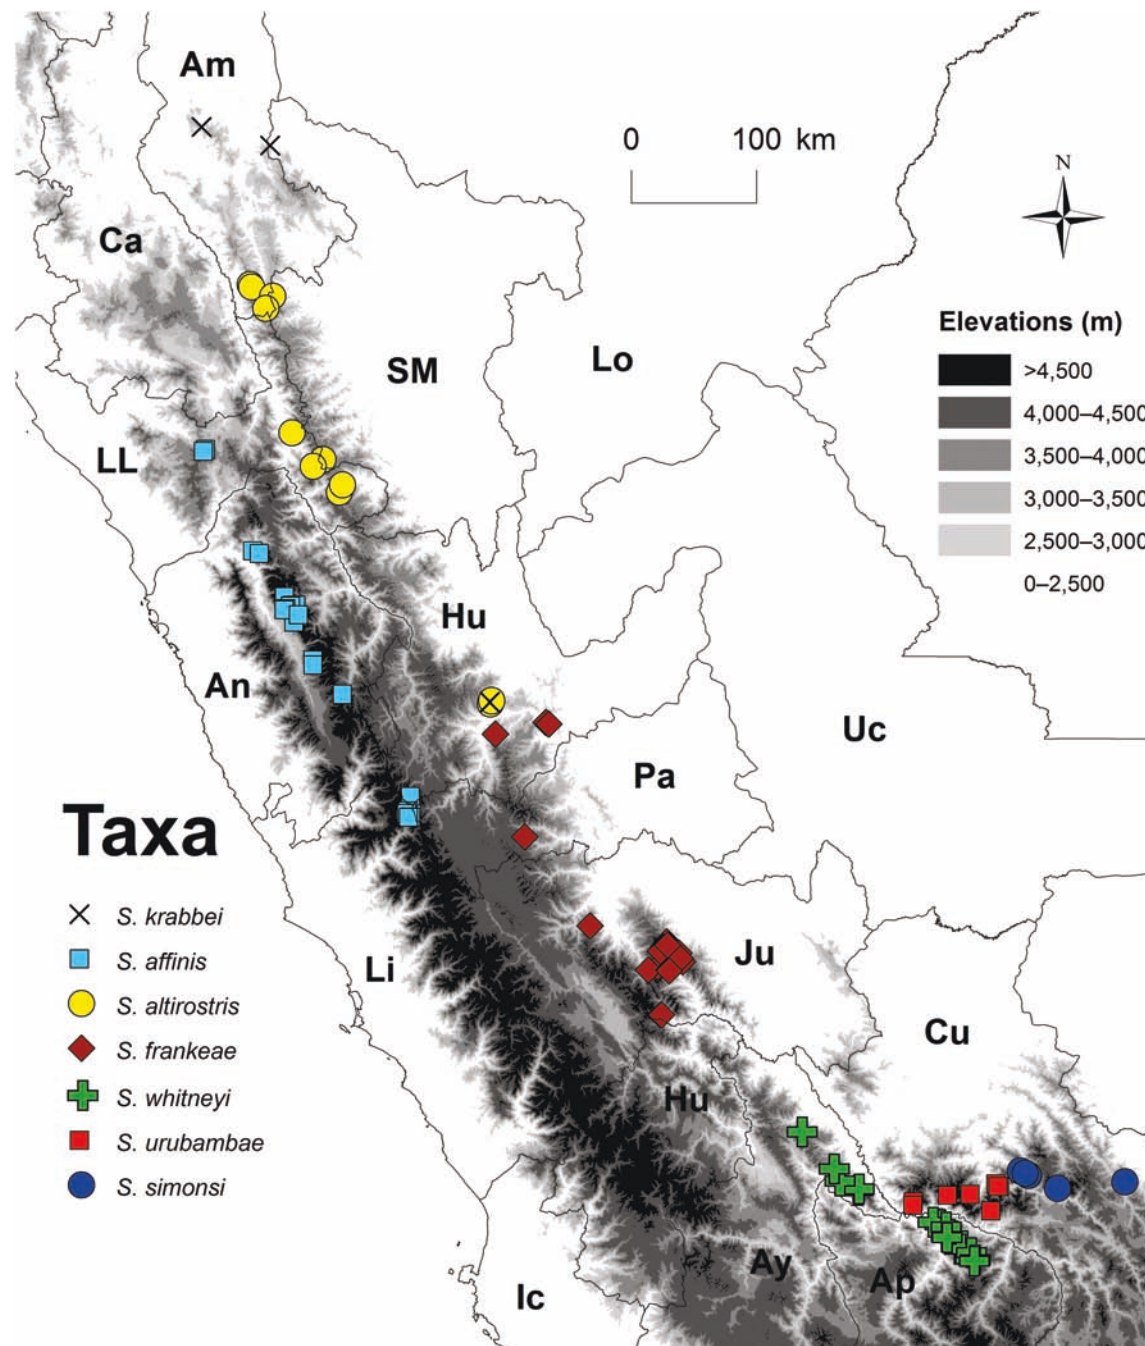 Am
0 100 km
N
Ca
Elevations (m)
>4,500
4,000–4,500
3,500–4,000
3,000–3,500
2,500–3,000
0–2,500
SM
Lo
LL
Hu
An
Uc
Pa
Taxa
S. krabbei
S. affinis
S. altirostris
S. frankeae
S. whitneyi
S. urubambae
S. simonsi
Li
Ju
Cu
Hu
Ay
Ap
Ic